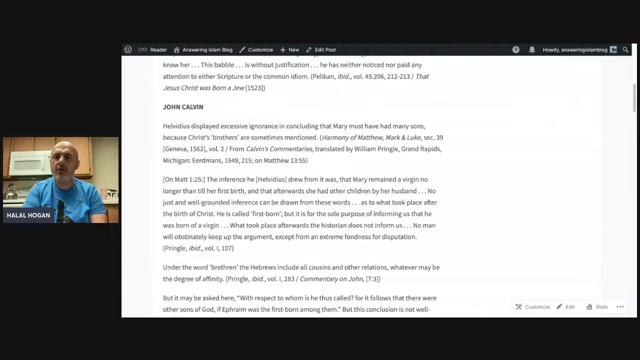 Reader Answering Islam Blog Customize New Edit Post Howdy, answeringislamblog
know her . . . This babble . . . is without justification . . . he has neither noticed nor paid any
attention to either Scripture or the common idiom. (Pelikan, ibid., vol. 45:206, 212-213 / That
Jesus Christ was Born a Jew [1523])
JOHN CALVIN
Helvidius displayed excessive ignorance in concluding that Mary must have had many sons,
because Christ's 'brothers' are sometimes mentioned. (Harmony of Matthew, Mark & Luke, sec. 39
[Geneva, 1562], vol. 2 / From Calvin's Commentaries, translated by William Pringle, Grand Rapids,
Michigan: Eerdmans, 1949, 215; on Matthew 13:55)
[On Matt 1:25:] The inference he [Helvidius] drew from it was, that Mary remained a virgin no
longer than till her first birth, and that afterwards she had other children by her husband . . . No
just and well-grounded inference can be drawn from these words . . . as to what took place after
the birth of Christ. He is called 'first-born'; but it is for the sole purpose of informing us that he
was born of a virgin . . . What took place afterwards the historian does not inform us . . . No man
will obstinately keep up the argument, except from an extreme fondness for disputation.
(Pringle, ibid., vol. I, 107)
Under the word 'brethren' the Hebrews include all cousins and other relations, whatever may be
the degree of affinity. (Pringle, ibid., vol. I, 283 / Commentary on John, [7:3])
But it may be asked here, "With respect to whom is he thus called? for it follows that there were
other sons of God, if Ephraim was the first-born among them." But this conclusion is not well-
Customize Edit Stats
HALAL HOGAN